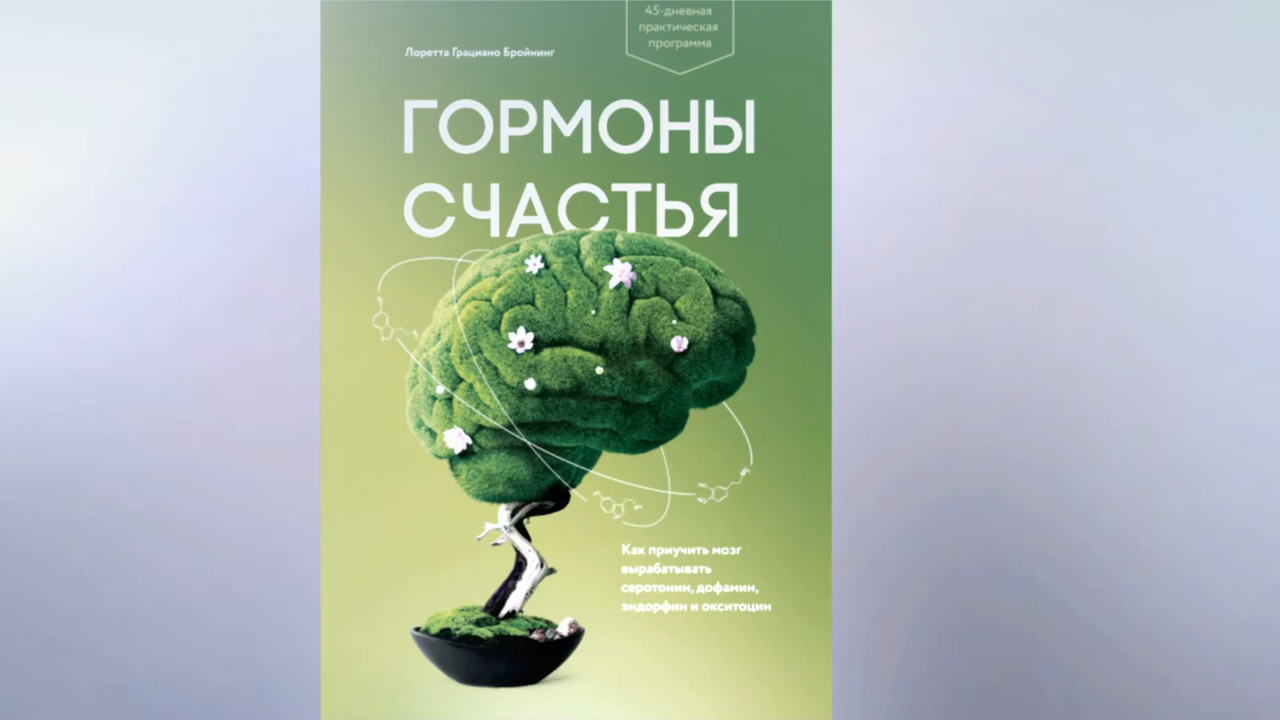 45-дневная
практическая
программа
Лоретта Грациано Бройнинг
ГОРМОНЫ
СЧАСТЬЯ
Как приучить мозг
вырабатывать
серотонин, дофамин,
эндорфин и окситоцин